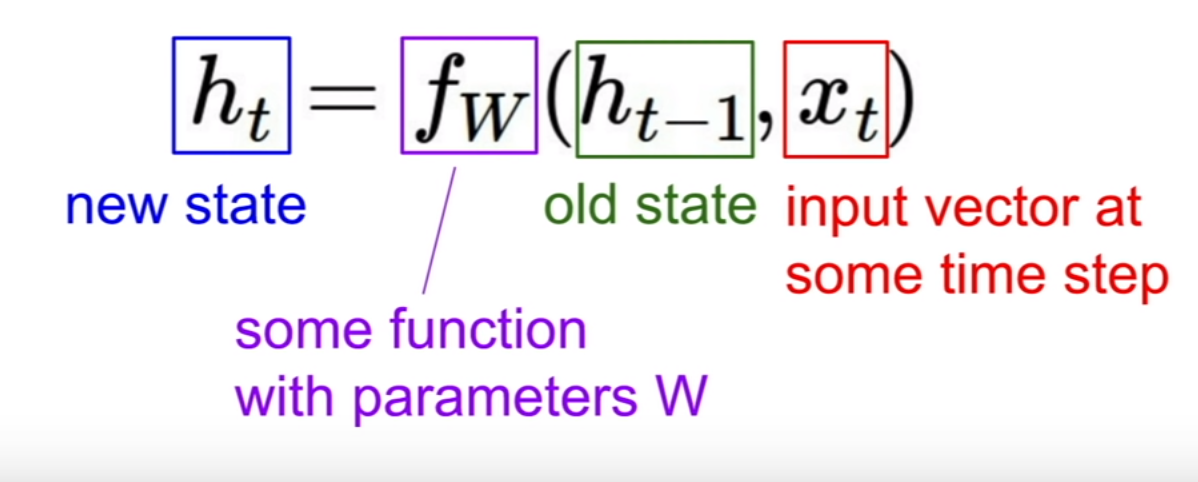 h_t = f_W(h_{t-1}, x_t)
new state
old state
input vector at
some time step
some function
with parameters W